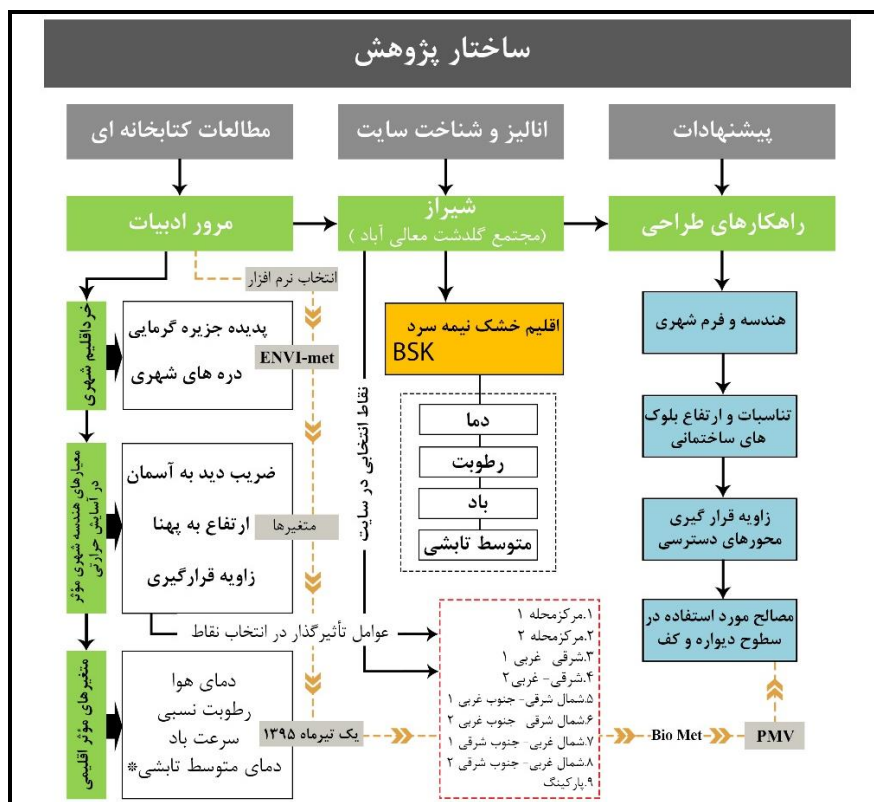 ساختار پژوهش
مطالعات کتابخانه ای
انالیز و شناخت سایت
پیشنهادات
مرور ادبیات
شیراز
(مجتمع گلدشت معالی آباد )
راهکارهای طراحی
انتخاب نرم افزار
خرداقلیم شهری
پدیده جزیره گرمایی
دره های شهری
ENVI-met
معیارهای هندسه شهری مؤثر
در آسایش حرارتی
ضریب دید به آسمان
ارتفاع به پهنا
زاویه قرارگیری
متغیرها
متغیرهای مؤثر اقلیمی
دمای هوا
رطوبت نسبی
سرعت باد
دمای متوسط تابشی*
یک تیرماه ۱۳۹۵
عوامل تأثیرگذار در انتخاب نقاط
نقاط انتخابی در سایت
اقلیم خشک نیمه سرد
BSK
دما
رطوبت
باد
متوسط تابشی
۱.مرکزمحله ۱
۲.مرکزمحله ۲
۳.شرقی غربی ۱
۴.شرقی- غربی۲
۵.شمال شرقی- جنوب غربی ۱
۶.شمال شرقی جنوب غربی ۲
۷.شمال غربی- جنوب شرقی ۱
۸.شمال غربی- جنوب شرقی ۲
۹.پارکینگ
هندسه و فرم شهری
تناسبات و ارتفاع بلوک
های ساختمانی
زاویه قرار گیری
محورهای دسترسی
مصالح مورد استفاده در
سطوح دیواره و کف
Bio Met
PMV